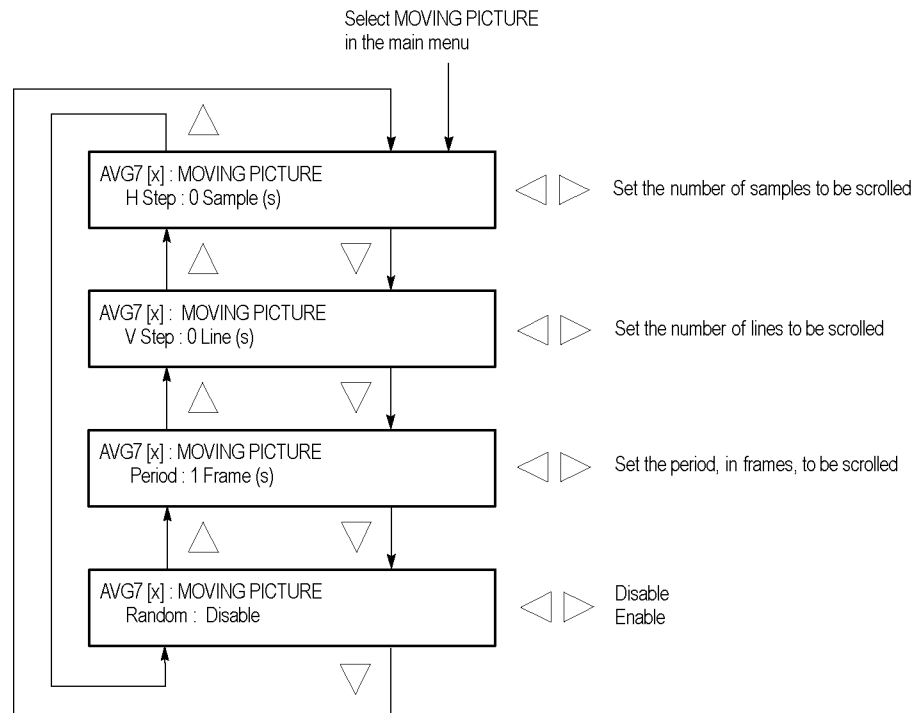 Select MOVING PICTURE
in the main menu
AVG7 [x] : MOVING PICTURE
H Step : 0 Sample (s)
Set the number of samples to be scrolled
AVG7 [x] : MOVING PICTURE
V Step : 0 Line (s)
Set the number of lines to be scrolled
AVG7 [x] : MOVING PICTURE
Period : 1 Frame (s)
Set the period, in frames, to be scrolled
AVG7 [x] : MOVING PICTURE
Random : Disable
Disable
Enable